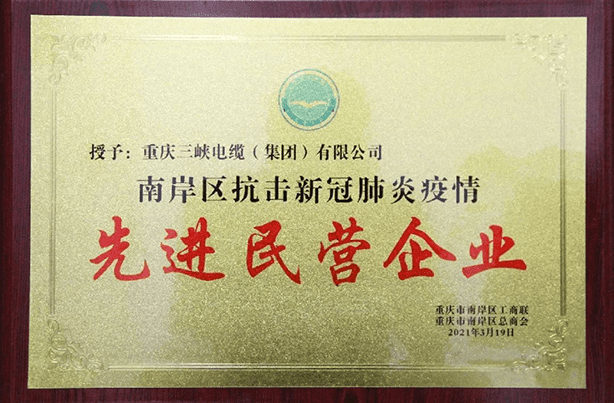 授予：重庆三峡电缆（集团）有限公司
南岸区抗击新冠肺炎疫情
先进民营企业
重庆市南岸区工商联
重庆市南岸区总商会
2021年3月19日